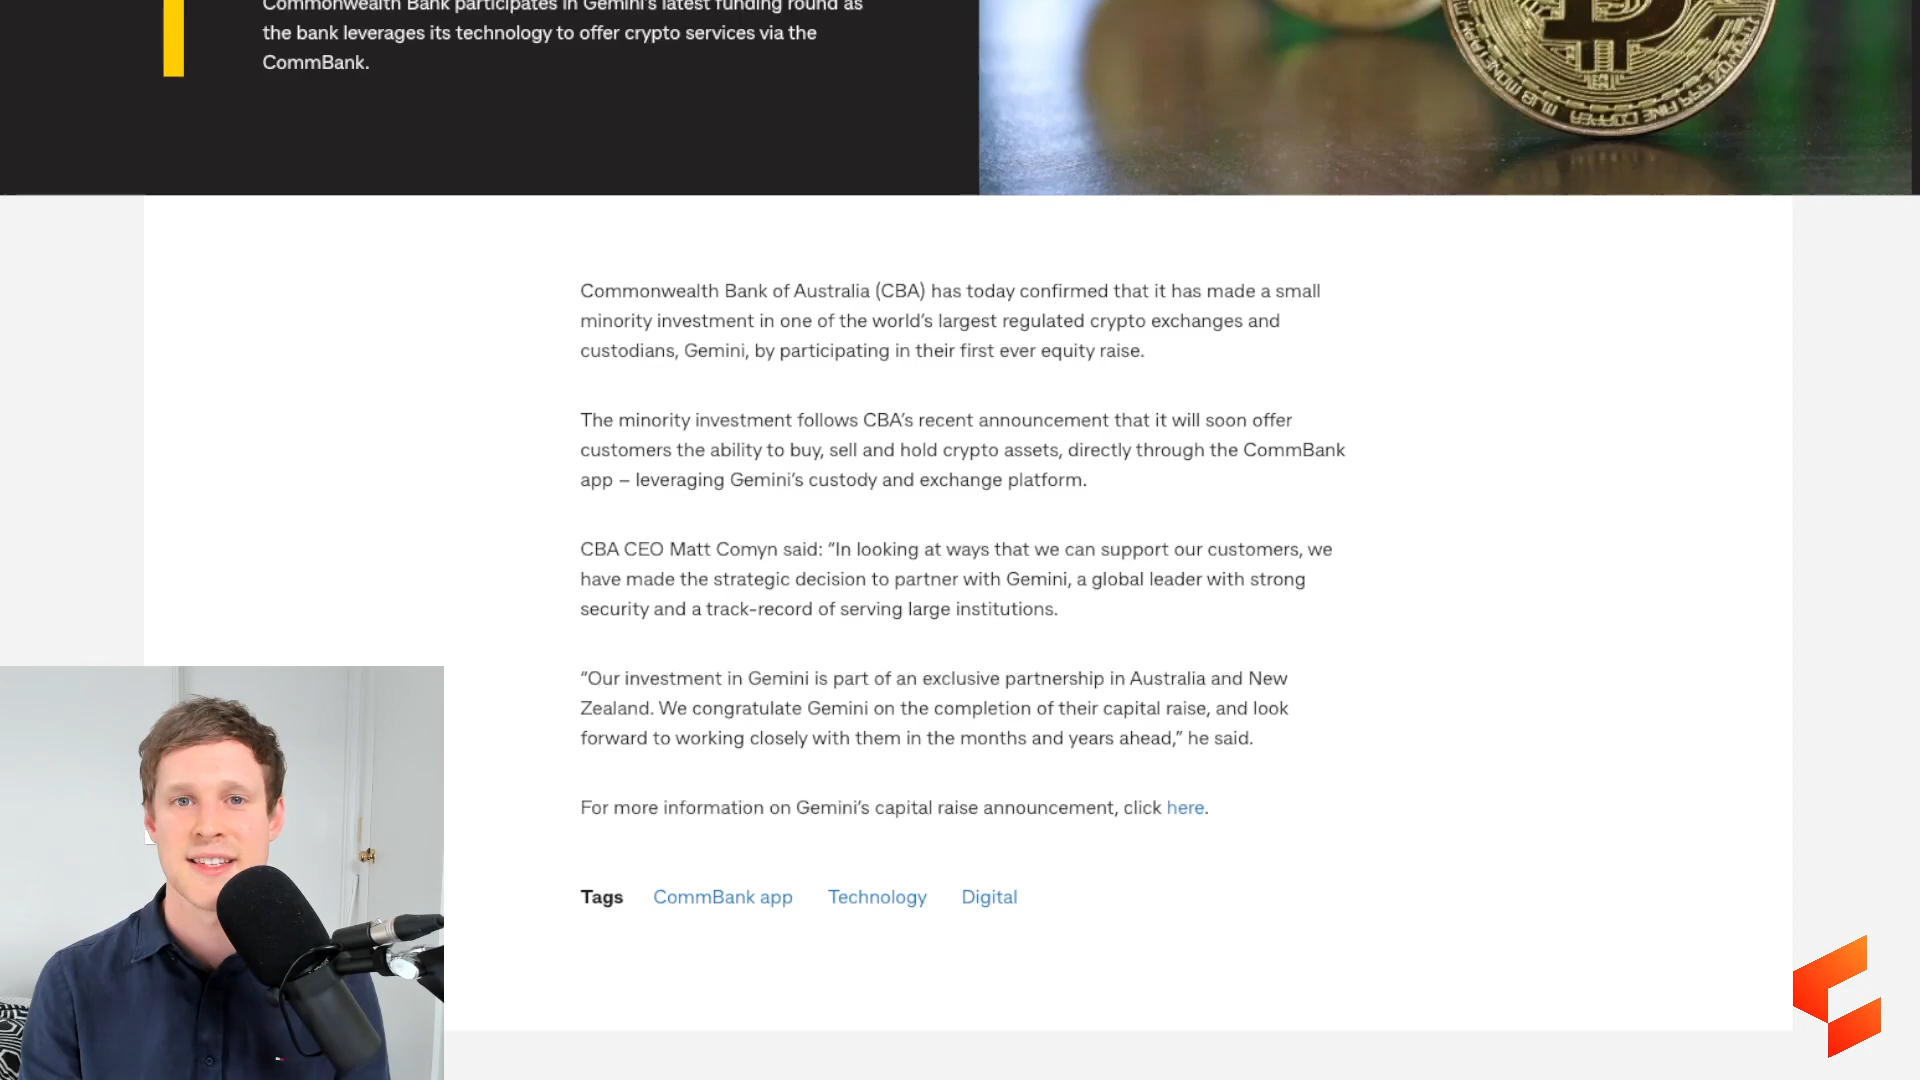 Commonwealth Bank participates in Gemini's latest funding round as
the bank leverages its technology to offer crypto services via the
CommBank.
Commonwealth Bank of Australia (CBA) has today confirmed that it has made a small
minority investment in one of the world's largest regulated crypto exchanges and
custodians, Gemini, by participating in their first ever equity raise.
The minority investment follows CBA's recent announcement that it will soon offer
customers the ability to buy, sell and hold crypto assets, directly through the CommBank
app – leveraging Gemini's custody and exchange platform.
CBA CEO Matt Comyn said: “In looking at ways that we can support our customers, we
have made the strategic decision to partner with Gemini, a global leader with strong
security and a track-record of serving large institutions.
“Our investment in Gemini is part of an exclusive partnership in Australia and New
Zealand. We congratulate Gemini on the completion of their capital raise, and look
forward to working closely with them in the months and years ahead,” he said.
For more information on Gemini's capital raise announcement, click here.
Tags CommBank app Technology Digital